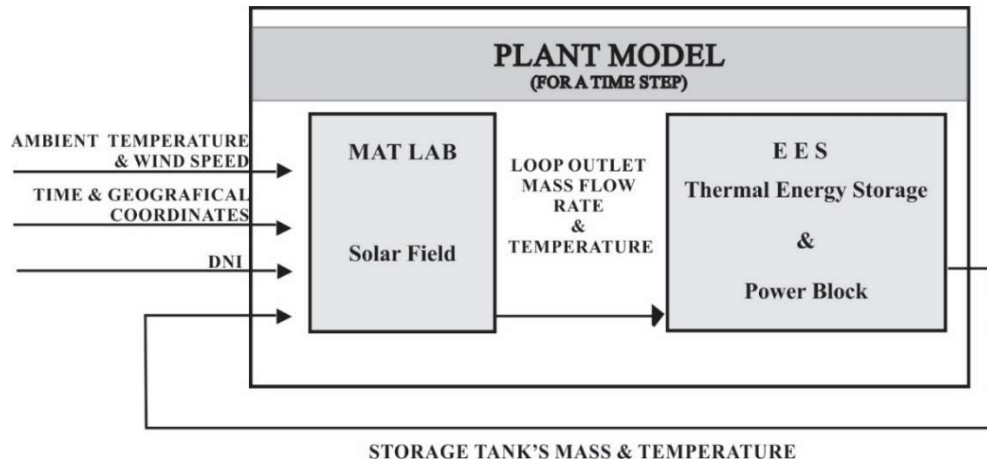 PLANT MODEL
(FOR A TIME STEP)
AMBIENT TEMPERATURE
& WIND SPEED
TIME & GEOGRAFICAL
COORDINATES
DNI
MAT LAB
Solar Field
LOOP OUTLET
MASS FLOW
RATE
&
TEMPERATURE
E E S
Thermal Energy Storage
&
Power Block
STORAGE TANK'S MASS & TEMPERATURE